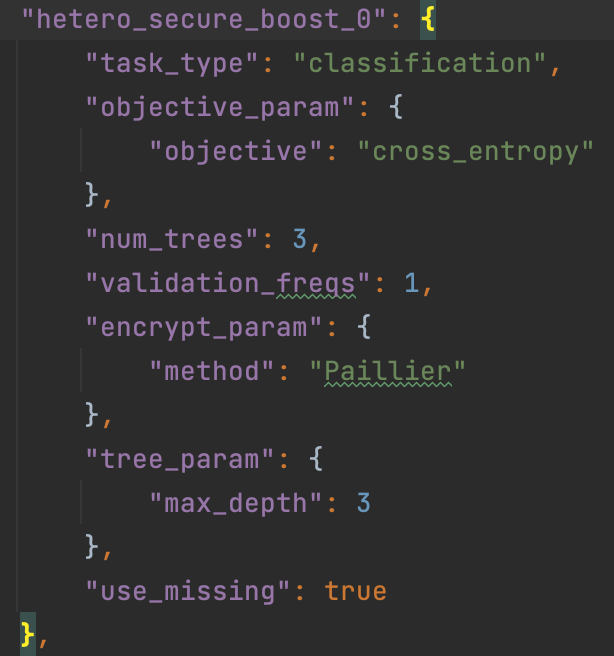 "hetero_secure_boost_0": {
"task_type": "classification",
"objective_param": {
"objective": "cross_entropy"
},
"num_trees": 3,
"validation_freqs": 1,
"encrypt_param": {
"method": "Paillier"
},
"tree_param": {
"max_depth": 3
},
"use_missing": true
},